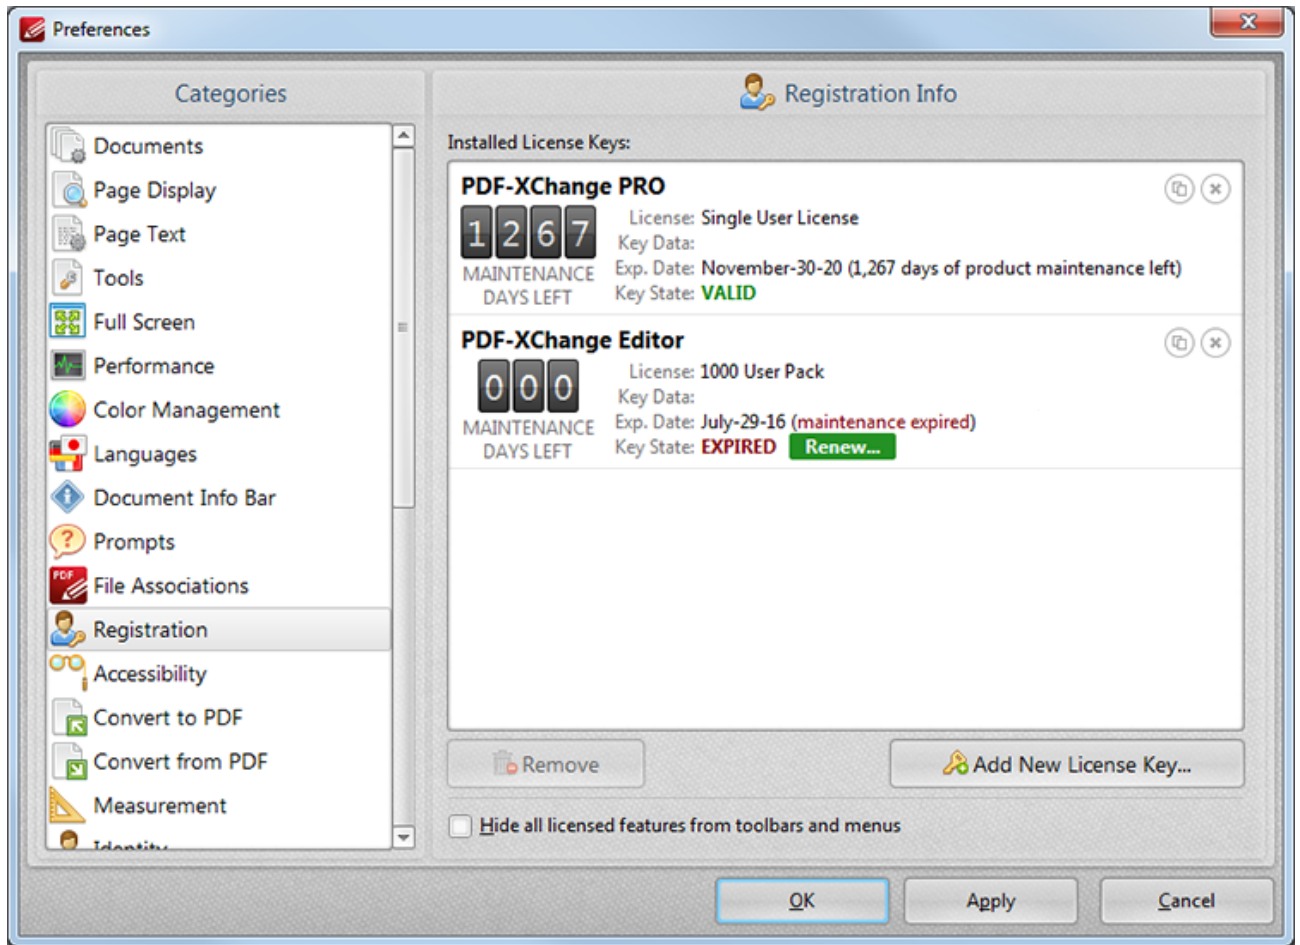 Preferences
Categories
Documents
Page Display
Page Text
Tools
Full Screen
Performance
Color Management
Languages
Document Info Bar
Prompts
PDF
File Associations
Registration
Accessibility
Convert to PDF
Convert from PDF
Measurement
Identity
Registration Info
Installed License Keys:
PDF-XChange PRO
1267
MAINTENANCE
DAYS LEFT
License: Single User License
Key Data:
Exp. Date: November-30-20 (1,267 days of product maintenance left)
Key State: VALID
PDF-XChange Editor
000
MAINTENANCE
DAYS LEFT
License: 1000 User Pack
Key Data:
Exp. Date: July-29-16 (maintenance expired)
Key State: EXPIRED Renew...
Remove
Add New License Key...
Hide all licensed features from toolbars and menus
OK
Apply
Cancel